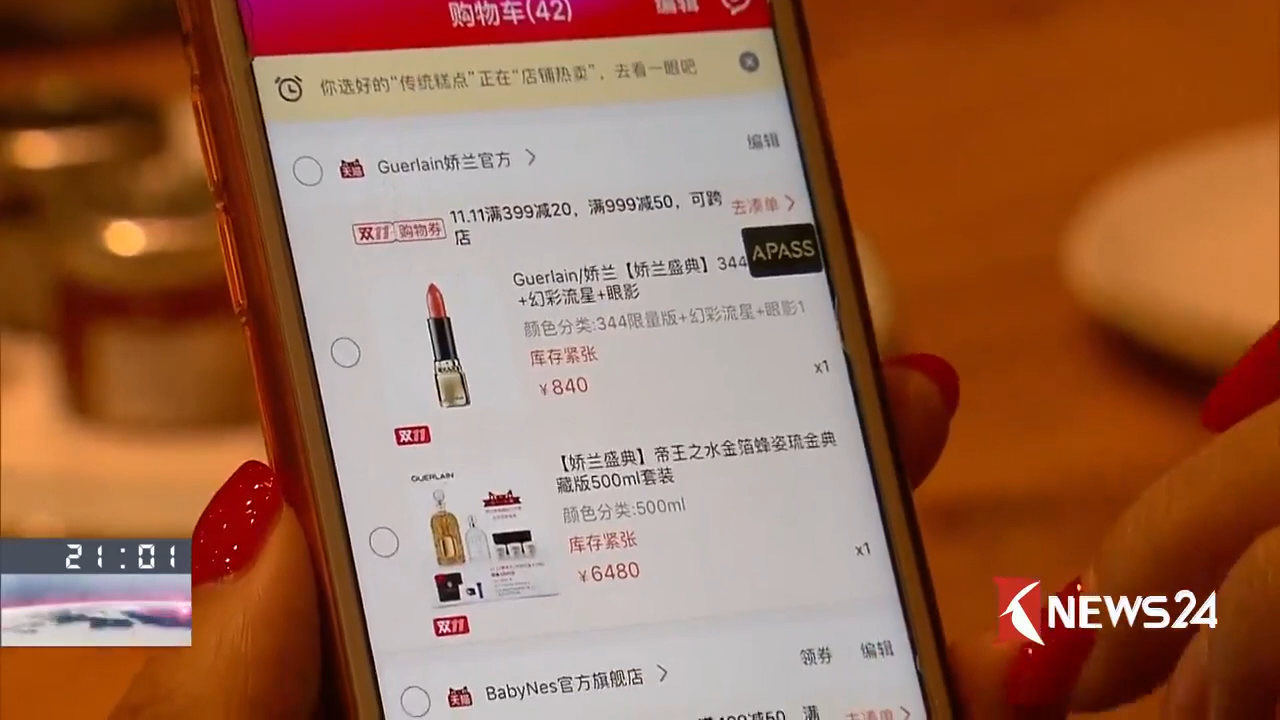 购物车(42)
编辑
你选好的“传统糕点”正在“店铺热卖”，去看一眼吧
天猫
Guerlain娇兰官方 >
编辑
双11 购物券
11.11满399减20，满999减50，可跨店
去凑单 >
APASS
Guerlain/娇兰【娇兰盛典】344
+幻彩流星+眼影
颜色分类:344限量版+幻彩流星+眼影1
库存紧张
¥840
x1
双11
GUERLAIN
【娇兰盛典】帝王之水金箔蜂姿琉金典
藏版500ml套装
颜色分类:500ml
库存紧张
¥6480
x1
双11
天猫
BabyNes官方旗舰店 >
领券
编辑
去凑单 >
21:01
NEWS24